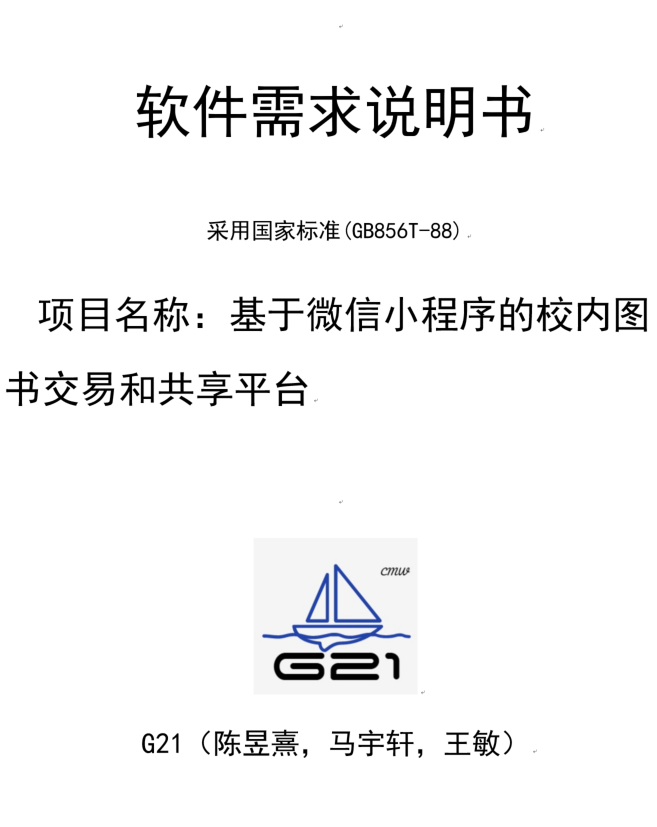 软件需求说明书
采用国家标准(GB856T-88)
项目名称：基于微信小程序的校内图
书交易和共享平台
cmw
G21
G21（陈昱熹，马宇轩，王敏）